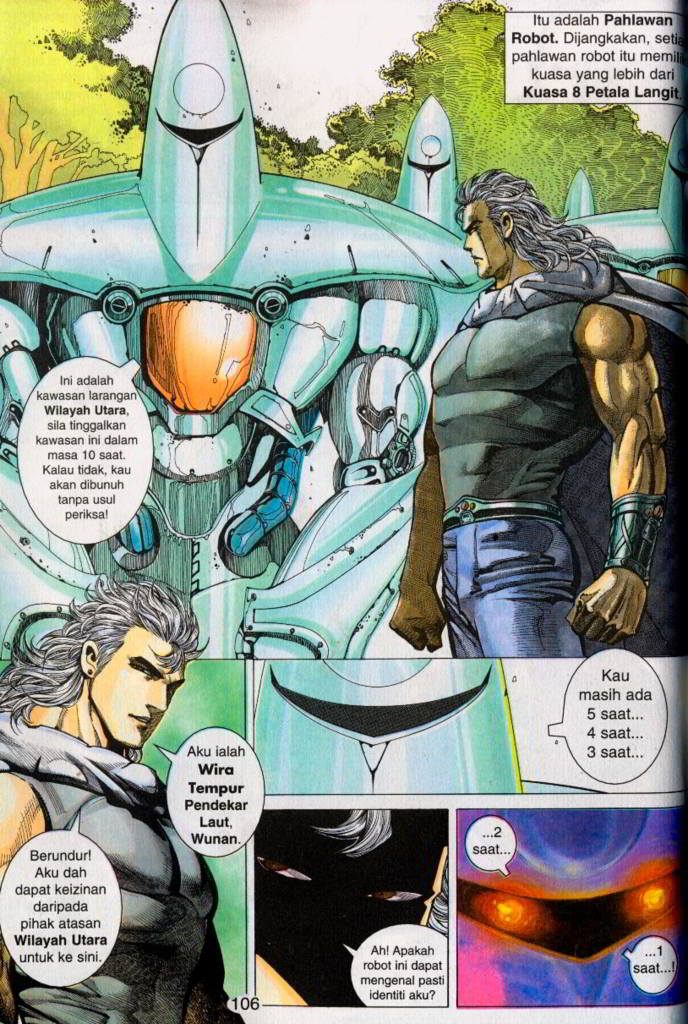 Itu adalah Pahlawan
Robot. Dijangkakan, setia
pahlawan robot itu memilik
kuasa yang lebih dari
Kuasa 8 Petala Langit.
Ini adalah
kawasan larangan
Wilayah Utara,
sila tinggalkan
kawasan ini dalam
masa 10 saat.
Kalau tidak, kau
akan dibunuh
tanpa usul
periksa!
Aku ialah
Wira
Tempur
Pendekar
Laut,
Wunan.
Berundur!
Aku dah
dapat keizinan
daripada
pihak atasan
Wilayah Utara
untuk ke sini.
Kau
masih ada
5 saat...
4 saat...
3 saat...
Ah! Apakah
robot ini dapat
mengenal pasti
identiti aku?
...2
saat...
...1
saat...!
106